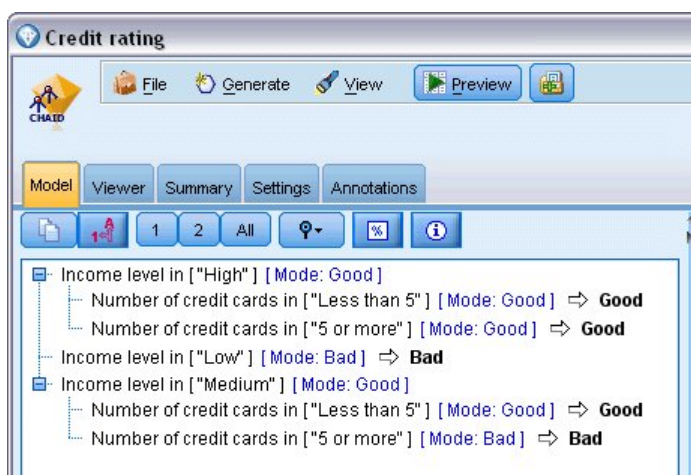 Credit rating
File Generate View Preview
CHAID
Model Viewer Summary Settings Annotations
1 A 1 2 All %  i
Income level in ["High"] [Mode: Good]
Number of credit cards in ["Less than 5"] [Mode: Good] ⇨ Good
Number of credit cards in ["5 or more"] [Mode: Good] ⇨ Good
Income level in ["Low"] [Mode: Bad] ⇨ Bad
Income level in ["Medium"] [Mode: Good]
Number of credit cards in ["Less than 5"] [Mode: Good] ⇨ Good
Number of credit cards in ["5 or more"] [Mode: Bad] ⇨ Bad